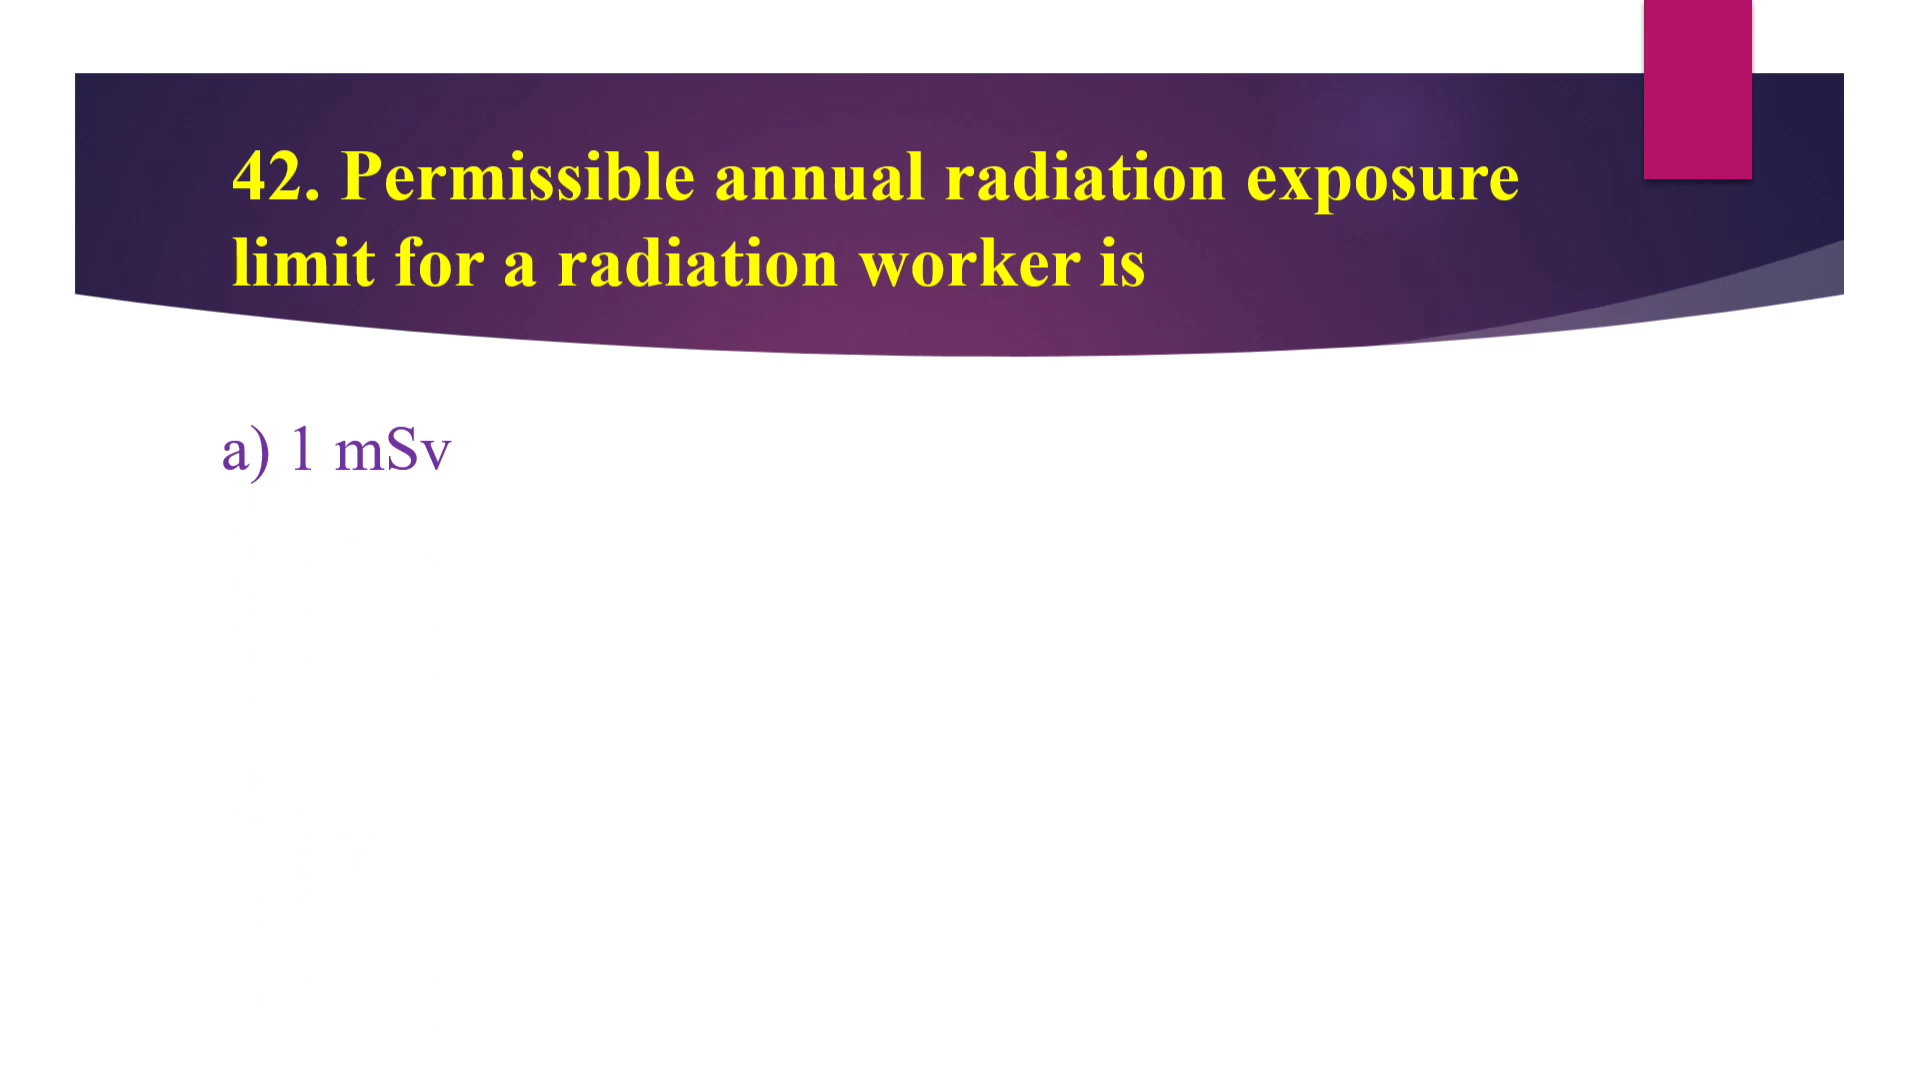 42. Permissible annual radiation exposure
limit for a radiation worker is
a) 1 mSv